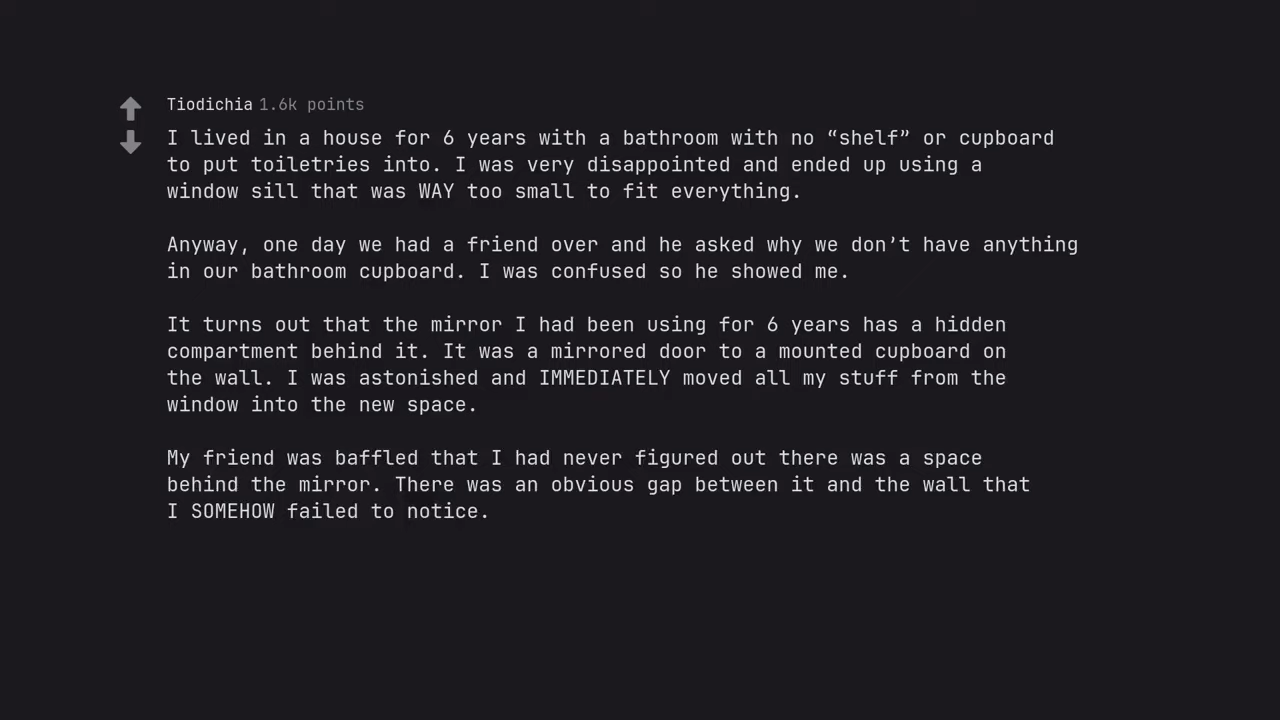 Tiodichia 1.6k points
I lived in a house for 6 years with a bathroom with no “shelf” or cupboard
to put toiletries into. I was very disappointed and ended up using a
window sill that was WAY too small to fit everything.
Anyway, one day we had a friend over and he asked why we don’t have anything
in our bathroom cupboard. I was confused so he showed me.
It turns out that the mirror I had been using for 6 years has a hidden
compartment behind it. It was a mirrored door to a mounted cupboard on
the wall. I was astonished and IMMEDIATELY moved all my stuff from the
window into the new space.
My friend was baffled that I had never figured out there was a space
behind the mirror. There was an obvious gap between it and the wall that
I SOMEHOW failed to notice.